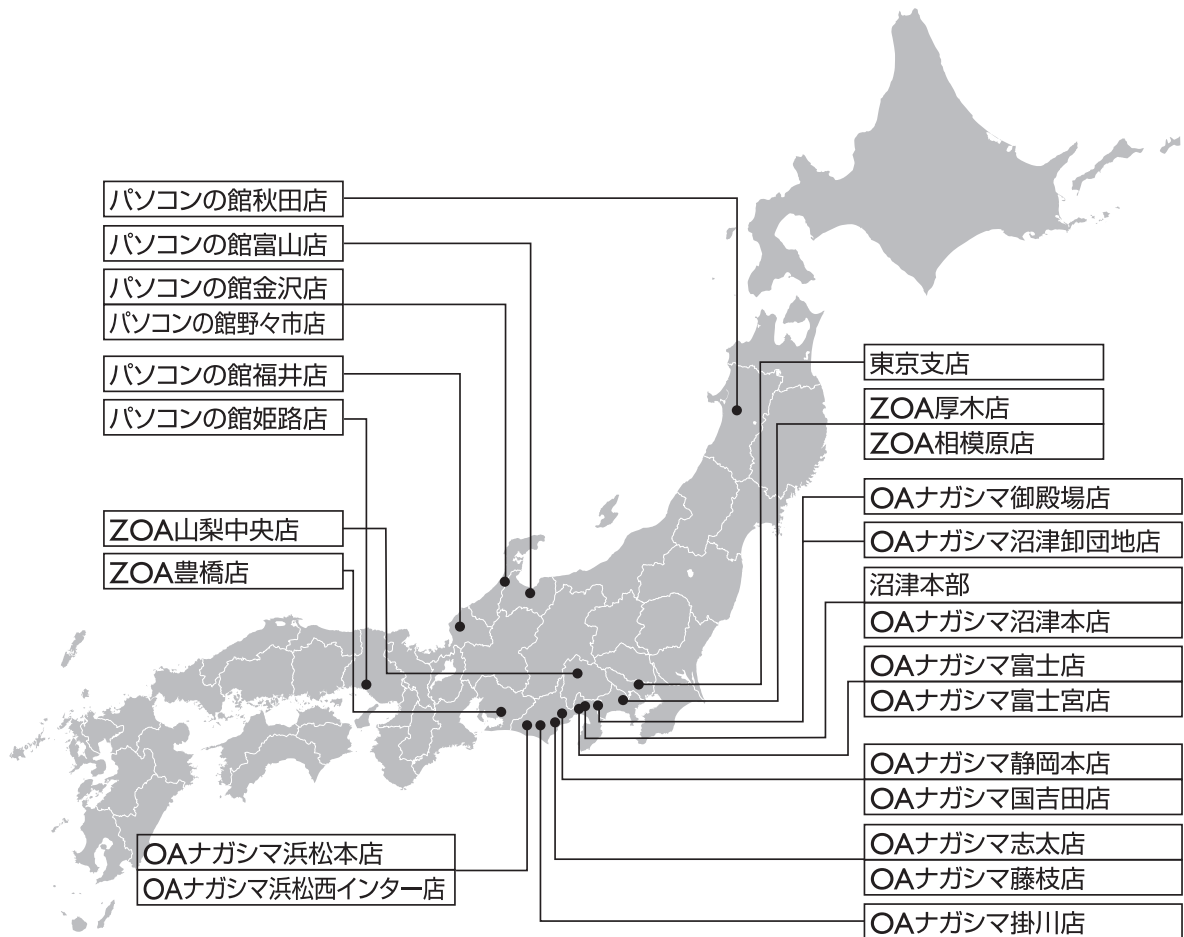 パソコンの館秋田店
パソコンの館富山店
パソコンの館金沢店
パソコンの館野々市店
パソコンの館福井店
パソコンの館姫路店
ZOA山梨中央店
ZOA豊橋店
OAナガシマ浜松本店
OAナガシマ浜松西インター店
東京支店
ZOA厚木店
ZOA相模原店
OAナガシマ御殿場店
OAナガシマ沼津卸団地店
沼津本部
OAナガシマ沼津本店
OAナガシマ富士店
OAナガシマ富士宮店
OAナガシマ静岡本店
OAナガシマ国吉田店
OAナガシマ志太店
OAナガシマ藤枝店
OAナガシマ掛川店